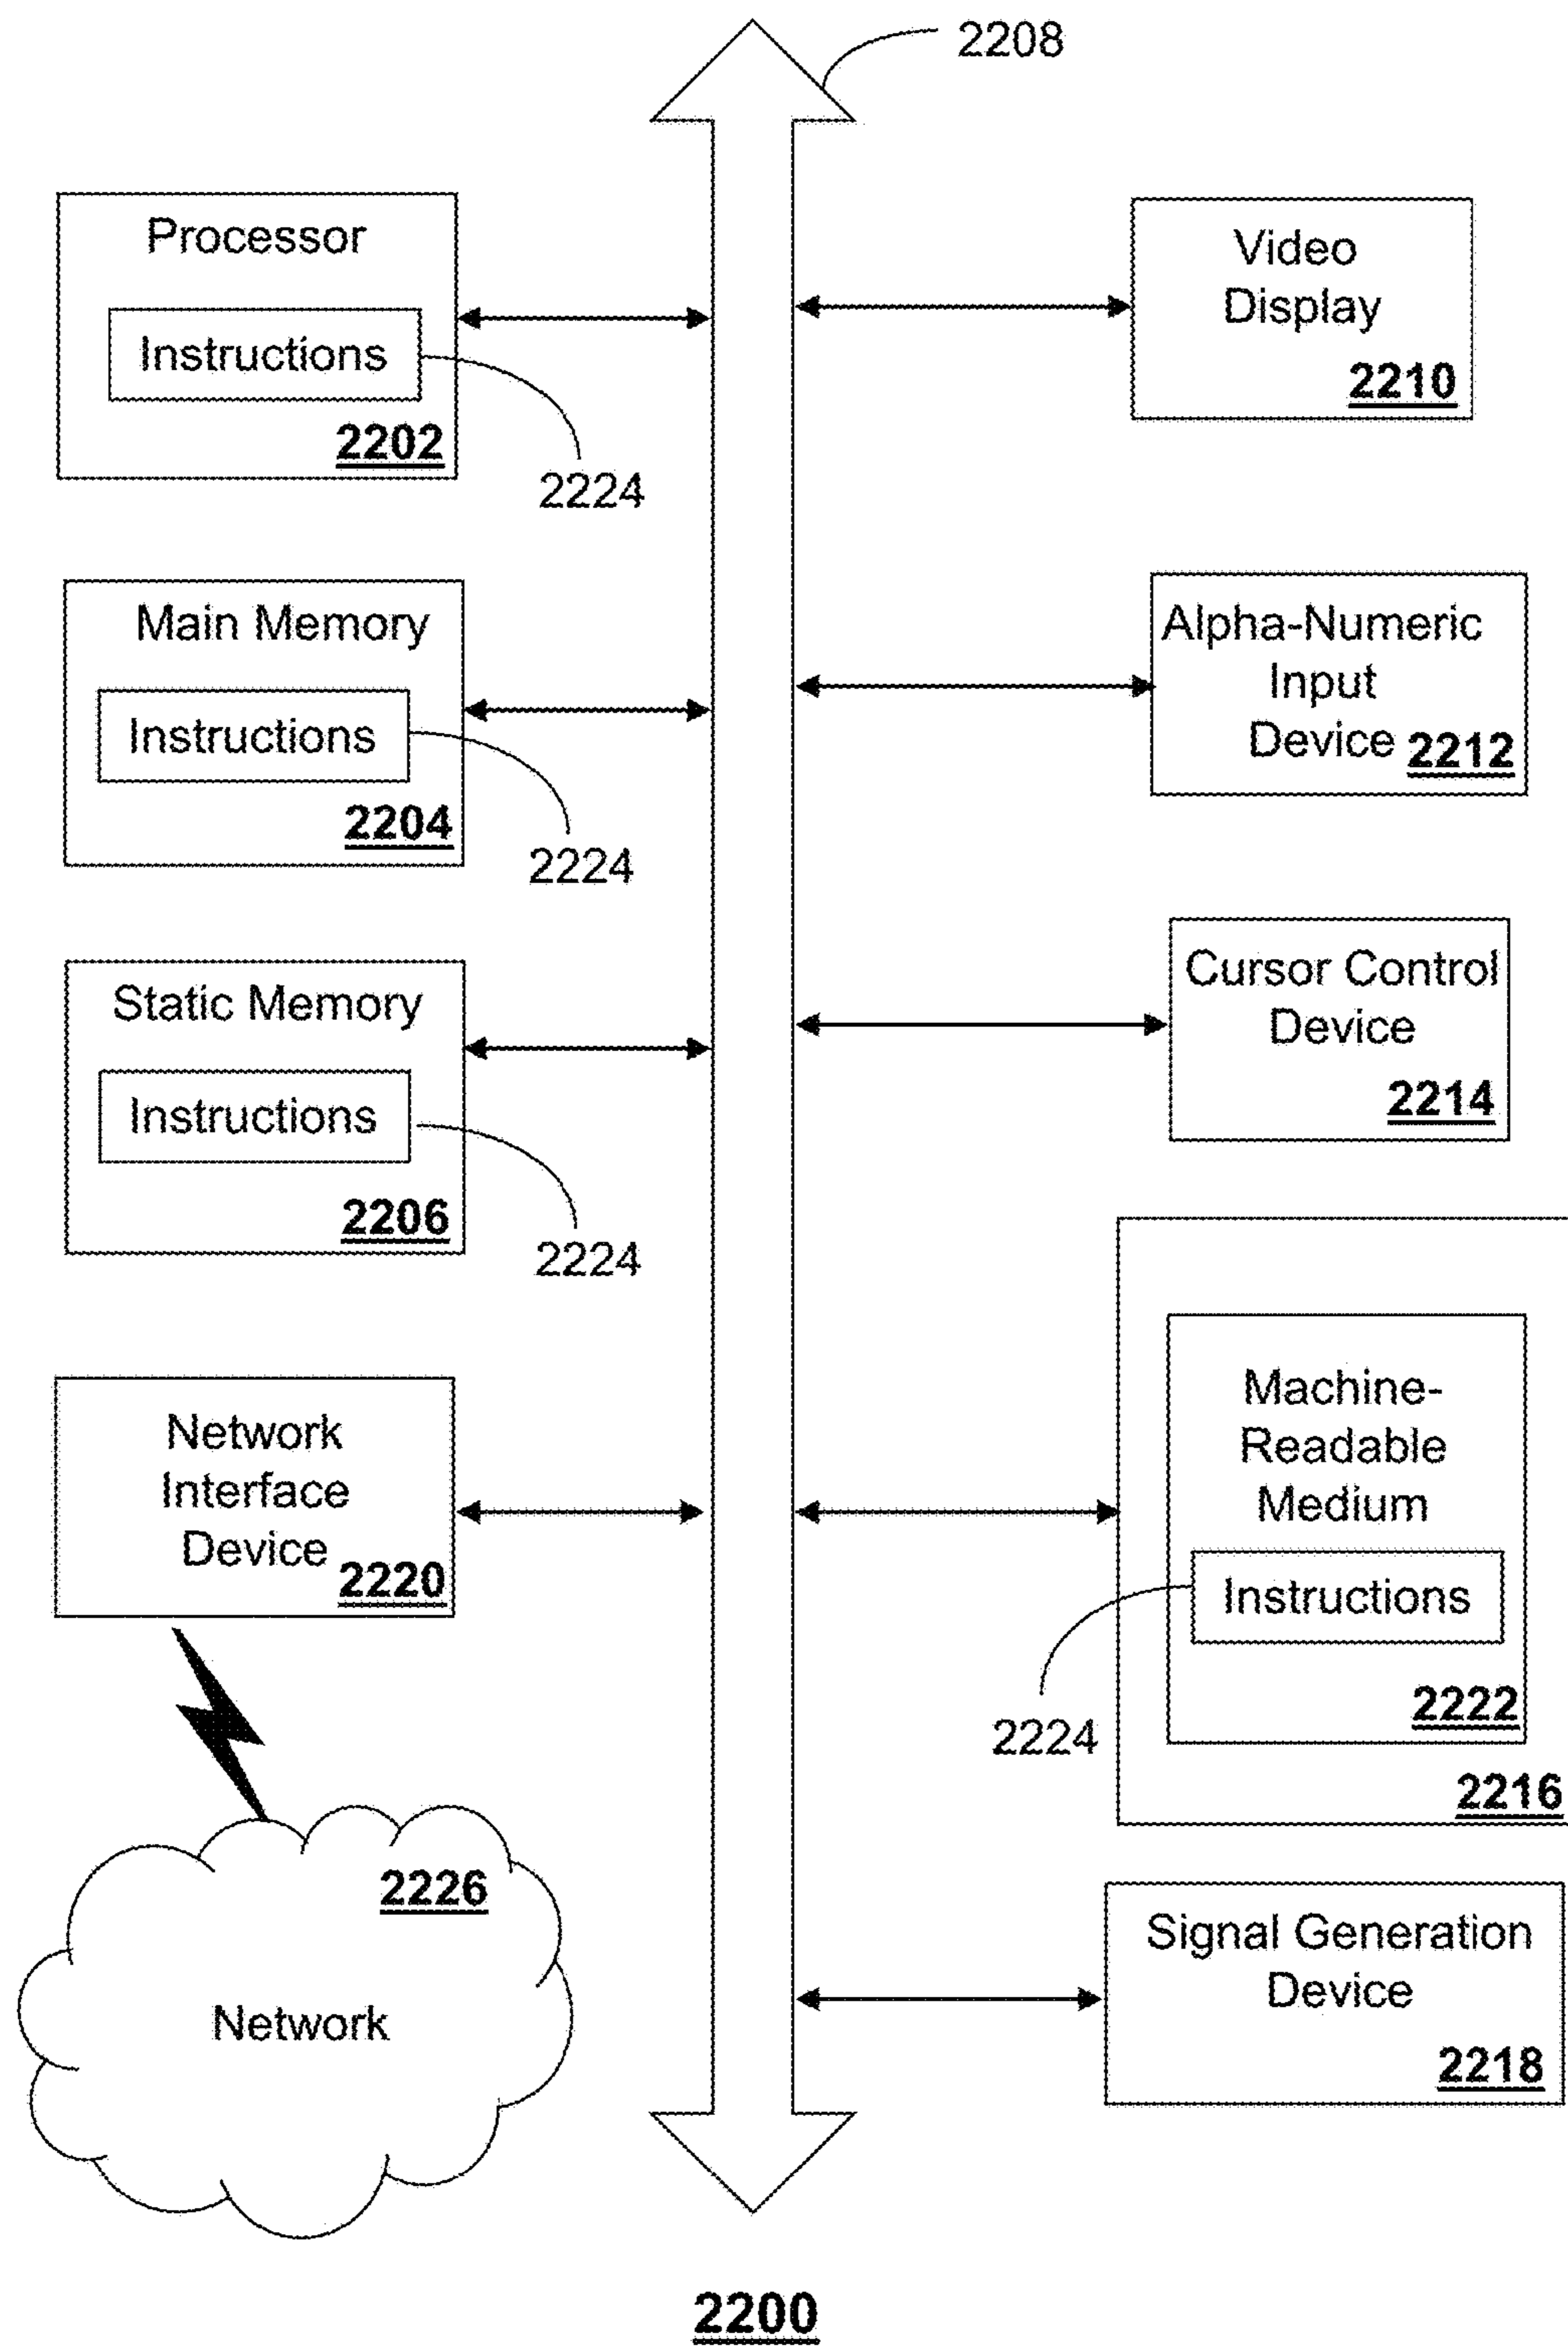 2208
Processor
Instructions
2202
2224
Main Memory
Instructions
2204
2224
Static Memory
Instructions
2206
2224
Network
Interface
Device
2220
2226
Network
Video
Display
2210
Alpha-Numeric
Input
Device 2212
Cursor Control
Device
2214
Machine-
Readable
Medium
Instructions
2222
2224
2216
Signal Generation
Device
2218
2200